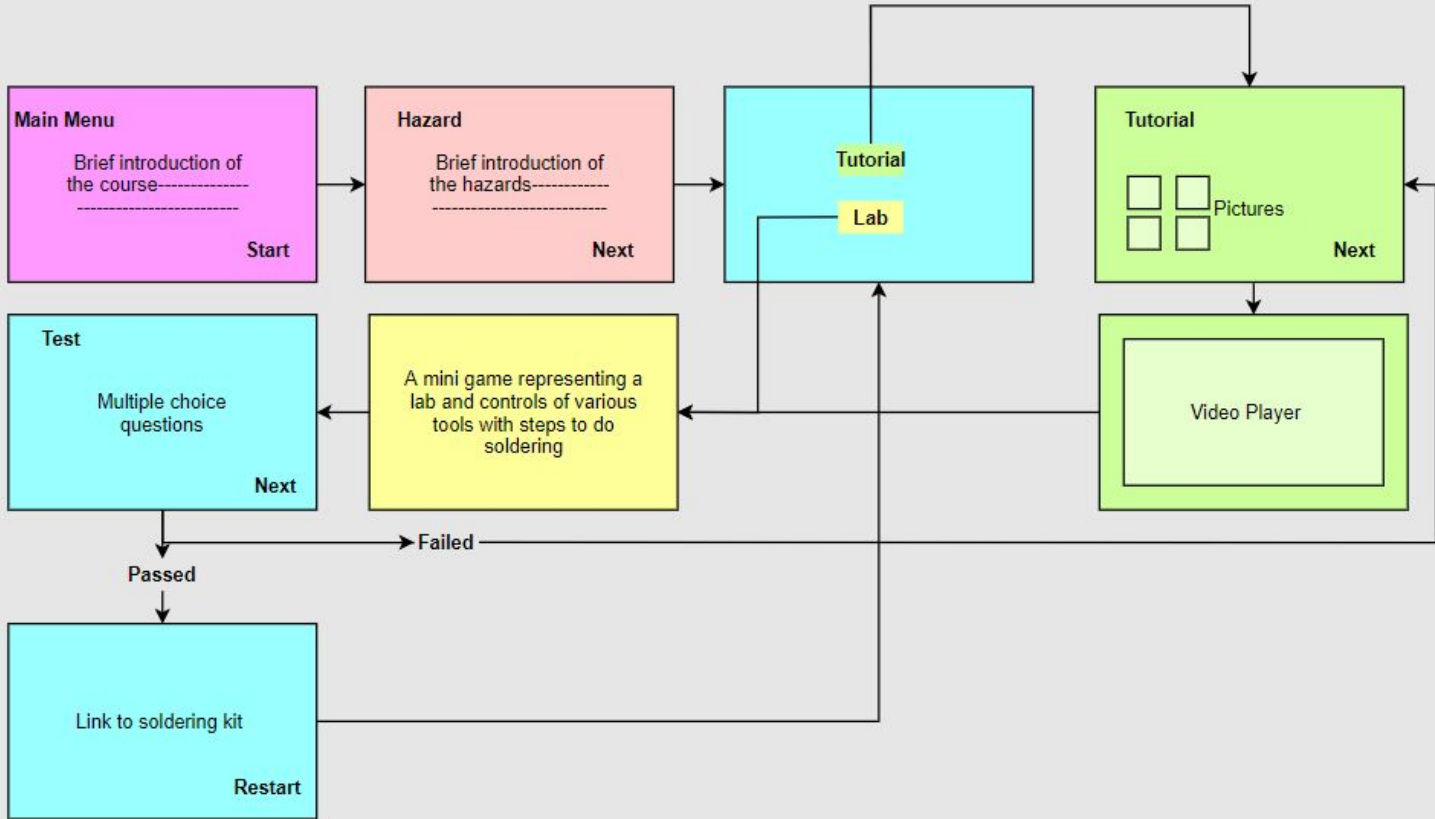 Main Menu
Brief introduction of
the course--------------
-------------------------
Start
Hazard
Brief introduction of
the hazards------------
---------------------------
Next
Tutorial
Lab
Tutorial
Pictures
Next
Test
Multiple choice
questions
Next
A mini game representing a
lab and controls of various
tools with steps to do
soldering
Video Player
Failed
Passed
Link to soldering kit
Restart